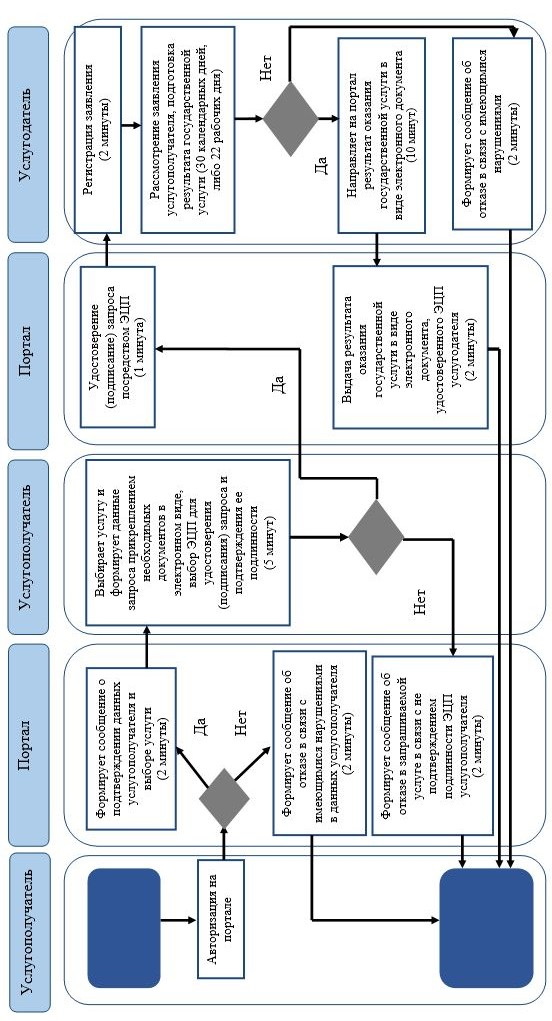 Услугополучатель
Портал
Услугополучатель
Портал
Услугодатель
Авторизация на
портале
Формирует сообщение о
подтверждении данных
услугополучателя и
выборе услуги
(2 минуты)
Да
Нет
Формирует сообщение об
отказе в связи с
имеющимися нарушениями
в данных услугополучателя
(2 минуты)
Формирует сообщение об
отказе в запрашиваемой
услуге в связи с не
подтверждением
подлинности ЭЦП
услугополучателя
(2 минуты)
Выбирает услугу и
формирует данные
запроса прикреплением
необходимых
документов в
электронном виде,
выбор ЭЦП для
удостоверения
(подписания) запроса и
подтверждения ее
подлинности
(5 минут)
Нет
Да
Удостоверение
(подписание) запроса
посредством ЭЦП
(1 минута)
Выдача результата
оказания
государственной
услуги в виде
электронного
документа,
удостоверенного ЭЦП
услугодателя
(2 минуты)
Регистрация заявления
(2 минуты)
Рассмотрение заявления
услугополучателя, подготовка
результата государственной
услуги (30 календарных дней,
либо 22 рабочих дня)
Нет
Да
Направляет на портал
результат оказания
государственной услуги в
виде электронного документа
(10 минут)
Формирует сообщение об
отказе в связи с имеющимися
нарушениями
(2 минуты)